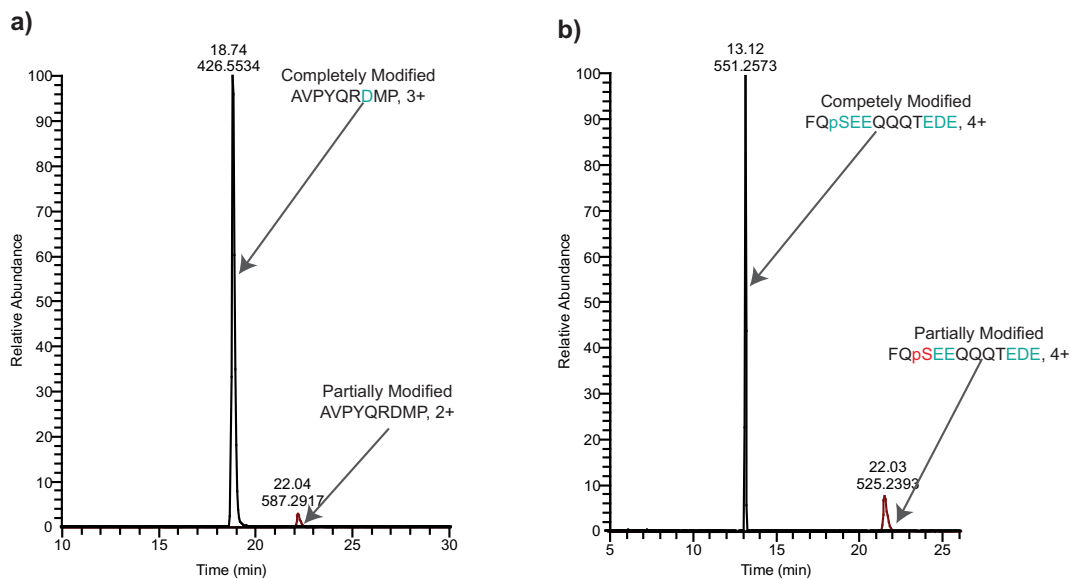 a)
18.74
426.5534
Completely Modified
AVPYQRDMP, 3+
Partially Modified
AVPYQRDMP, 2+
22.04
587.2917
Relative Abundance
100
90
80
70
60
50
40
30
20
10
0
10
15
20
25
30
Time (min)
b)
13.12
551.2573
Competely Modified
FQpSEEQQQTEDE, 4+
Partially Modified
FQpSEEQQQTEDE, 4+
22.03
525.2393
Relative Abundance
100
90
80
70
60
50
40
30
20
10
0
5
10
15
20
25
Time (min)